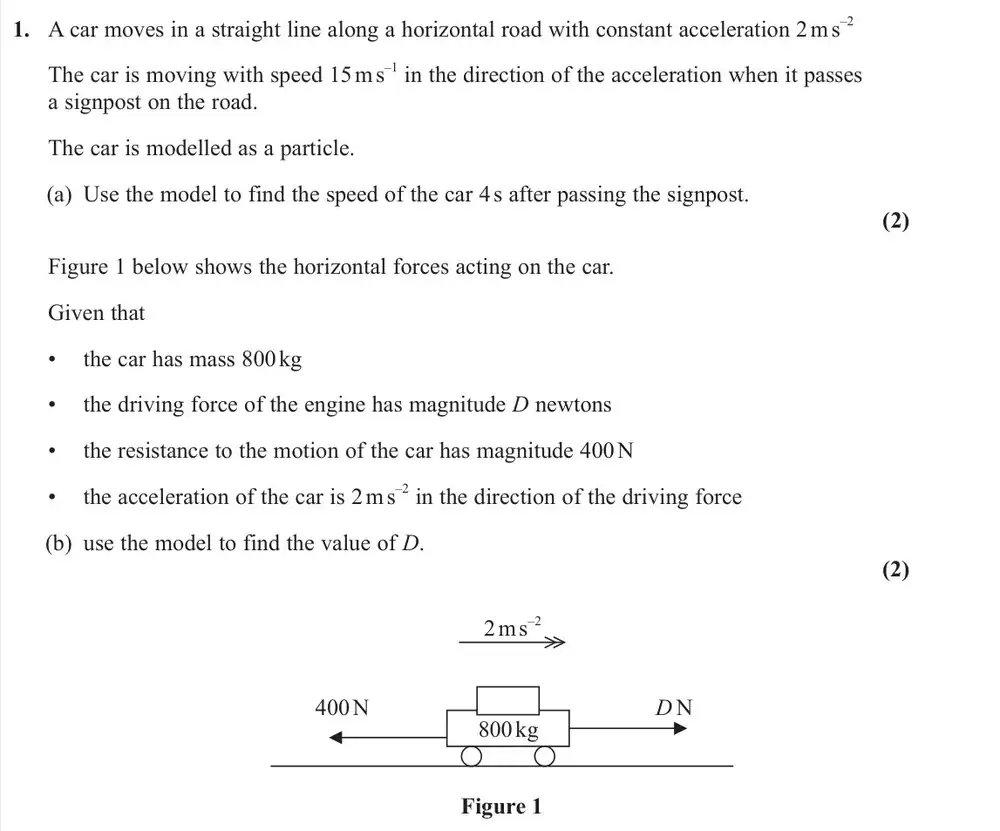 1. A car moves in a straight line along a horizontal road with constant acceleration 2 m s⁻²
The car is moving with speed 15 m s⁻¹ in the direction of the acceleration when it passes
a signpost on the road.
The car is modelled as a particle.
(a) Use the model to find the speed of the car 4 s after passing the signpost.
(2)
Figure 1 below shows the horizontal forces acting on the car.
Given that
• the car has mass 800 kg
• the driving force of the engine has magnitude D newtons
• the resistance to the motion of the car has magnitude 400 N
• the acceleration of the car is 2 m s⁻² in the direction of the driving force
(b) use the model to find the value of D.
(2)
2 m s⁻²
400 N
D N
800 kg
Figure 1